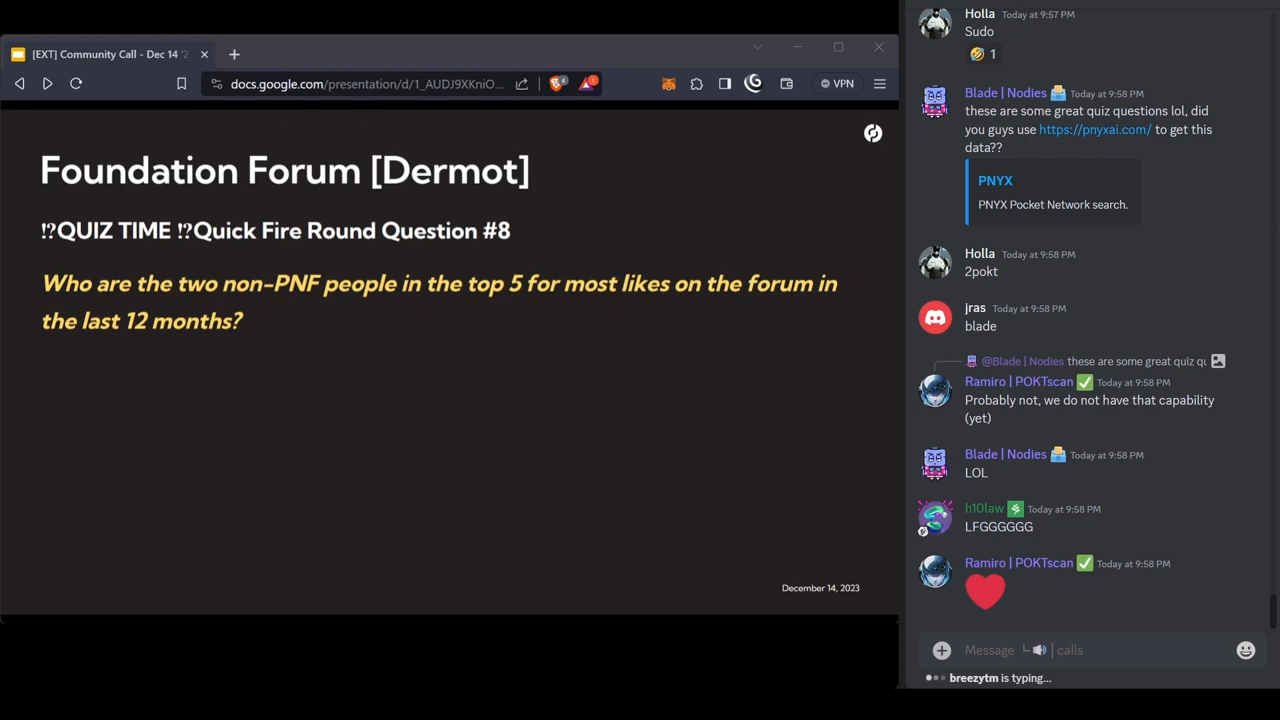 [EXT] Community Call - Dec 14 '2
docs.google.com/presentation/d/1_AUDJ9XKniO...
4
1
VPN
Foundation Forum [Dermot]
⁉QUIZ TIME ⁉Quick Fire Round Question #8
Who are the two non-PNF people in the top 5 for most likes on the forum in
the last 12 months?
December 14, 2023
Holla Today at 9:57 PM
Sudo
🤣 1
Blade | Nodies 🗳️ Today at 9:58 PM
these are some great quiz questions lol, did
you guys use https://pnyxai.com/ to get this
data??
PNYX
PNYX Pocket Network search.
Holla Today at 9:58 PM
2pokt
jras Today at 9:58 PM
blade
@Blade | Nodies these are some great quiz qu
Ramiro | POKTscan ✅ Today at 9:58 PM
Probably not, we do not have that capability
(yet)
Blade | Nodies 🗳️ Today at 9:58 PM
LOL
h10law Today at 9:58 PM
LFGGGGGG
Ramiro | POKTscan ✅ Today at 9:58 PM
❤️
Message └🔊 | calls
breezytm is typing...